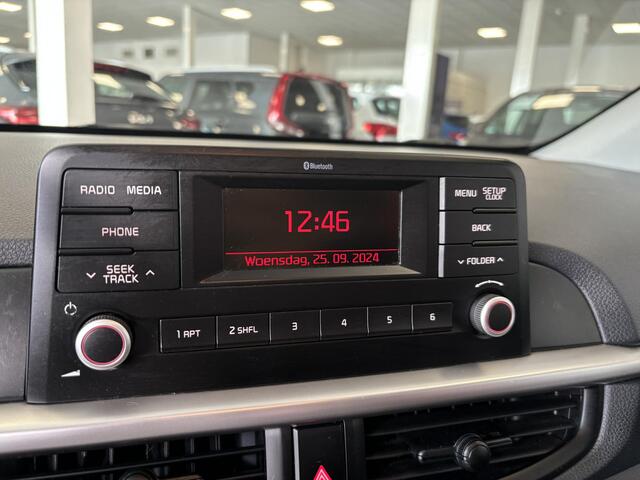 Bluetooth
RADIO MEDIA
PHONE
SEEK
TRACK
12:46
Woensdag, 25. 09. 2024
MENU SETUP
CLOCK
BACK
FOLDER
1 RPT 2 SHFL 3 4 5 6